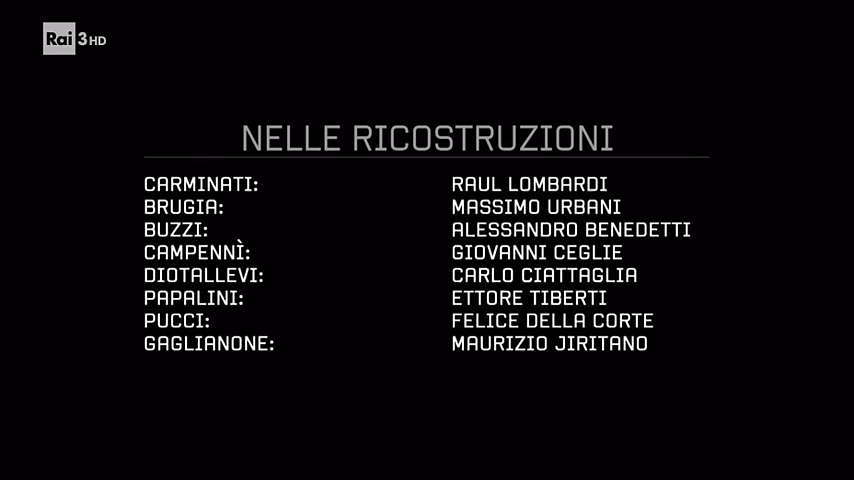 Rai 3HD
NELLE RICOSTRUZIONI
CARMINATI: RAUL LOMBARDI
BRUGIA: MASSIMO URBANI
BUZZI: ALESSANDRO BENEDETTI
CAMPENNÌ: GIOVANNI CEGLIE
DIOTALLEVI: CARLO CIATTAGLIA
PAPALINI: ETTORE TIBERTI
PUCCI: FELICE DELLA CORTE
GAGLIANONE: MAURIZIO JIRITANO